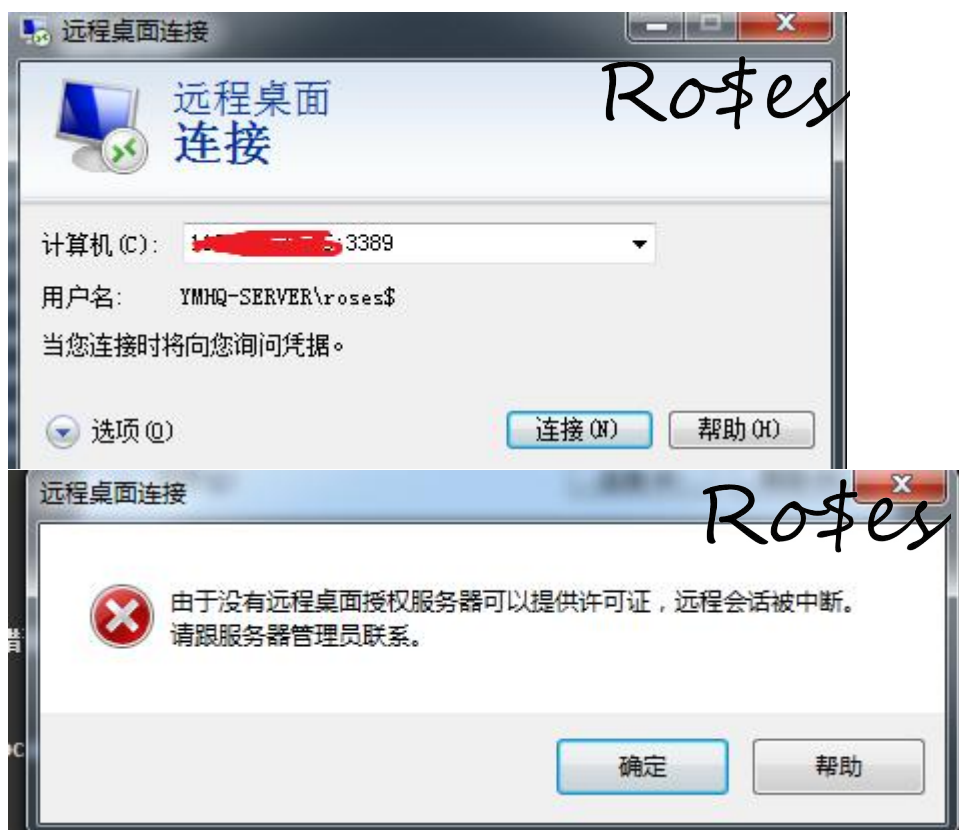 远程桌面连接
Ro$es
远程桌面
连接
计算机(C):
:3389
用户名: YMHQ-SERVER\roses$
当您连接时将向您询问凭据。
选项(O)
连接(N)
帮助(H)
远程桌面连接
Ro$es
由于没有远程桌面授权服务器可以提供许可证，远程会话被中断。
请跟服务器管理员联系。
确定
帮助